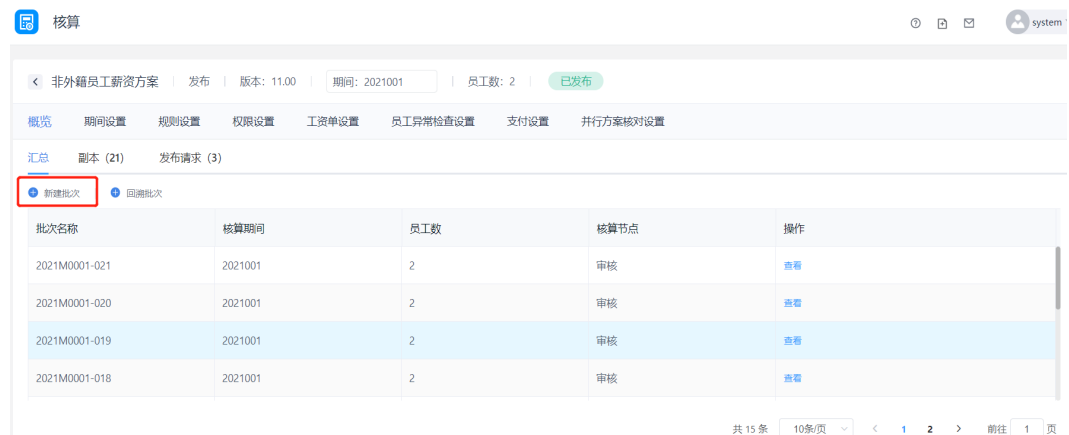 核算
system
非外籍员工薪资方案 发布 版本：11.00 期间：2021001 员工数：2 已发布
概览 期间设置 规则设置 权限设置 工资单设置 员工异常检查设置 支付设置 并行方案核对设置
汇总 副本（21） 发布请求（3）
新建批次 回溯批次
批次名称 核算期间 员工数 核算节点 操作
2021M0001-021 2021001 2 审核 查看
2021M0001-020 2021001 2 审核 查看
2021M0001-019 2021001 2 审核 查看
2021M0001-018 2021001 2 审核 查看
共 15 条 10条/页 < 1 2 > 前往 1 页